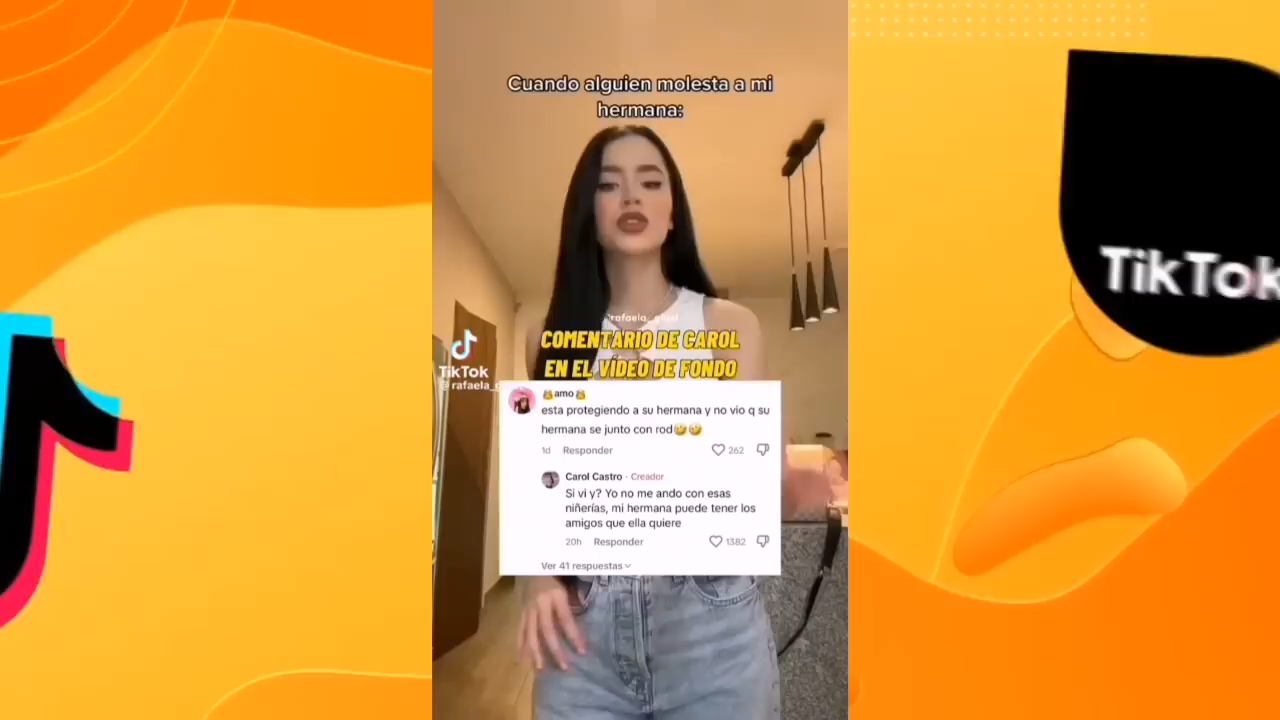 Cuando alguien molesta a mi
hermana:
TikTok
COMENTARIO DE CAROL
EN EL VÍDEO DE FONDO
TikTok
amo
esta protegiendo a su hermana y no vio q su
hermana se junto con rod🤣🤣
1d Responder 262
Carol Castro · Creador
Si vi y? Yo no me ando con esas
niñerías, mi hermana puede tener los
amigos que ella quiere
20h Responder 1382
Ver 41 respuestas